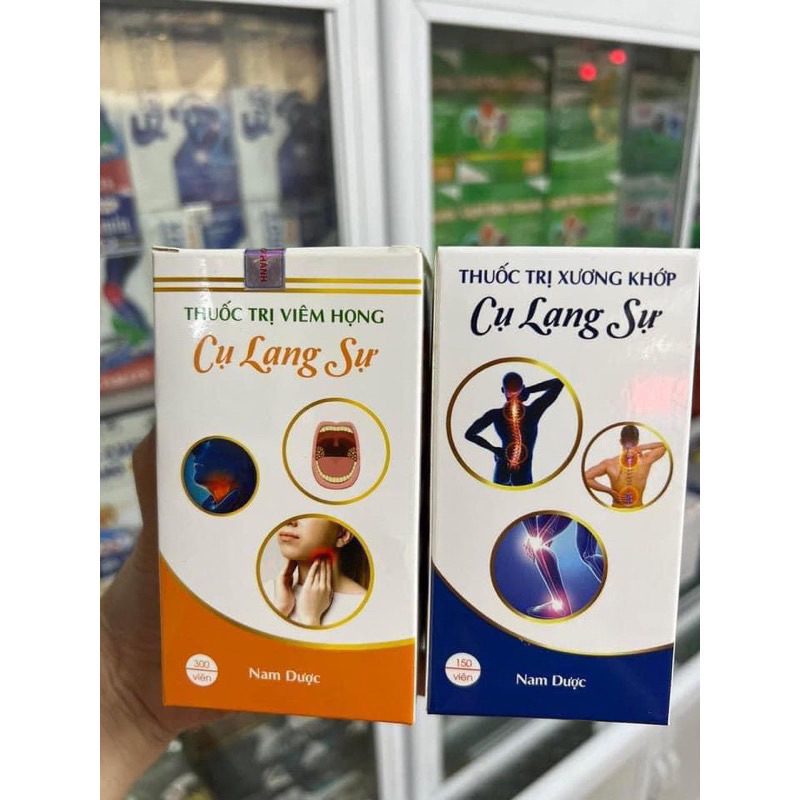 THUỐC TRỊ VIÊM HỌNG
Cụ Lang Sự
300
viên
Nam Dược
THUỐC TRỊ XƯƠNG KHỚP
Cụ Lang Sự
150
viên
Nam Dược